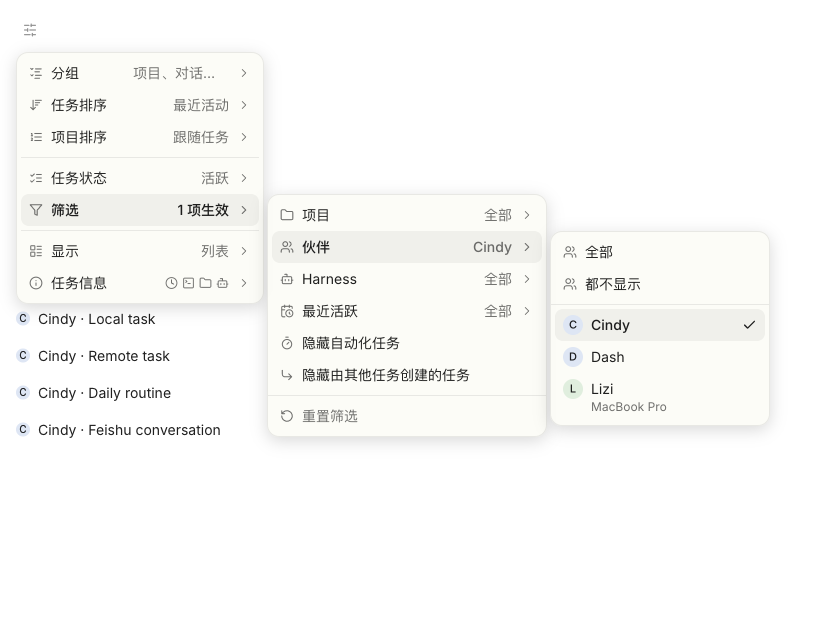 分组 项目、对话...
任务排序 最近活动
项目排序 跟随任务
任务状态 活跃
筛选 1 项生效
显示 列表
任务信息
项目 全部
伙伴 Cindy
Harness 全部
最近活跃 全部
隐藏自动化任务
隐藏由其他任务创建的任务
重置筛选
全部
都不显示
C Cindy
D Dash
L Lizi
MacBook Pro
C Cindy · Local task
C Cindy · Remote task
C Cindy · Daily routine
C Cindy · Feishu conversation